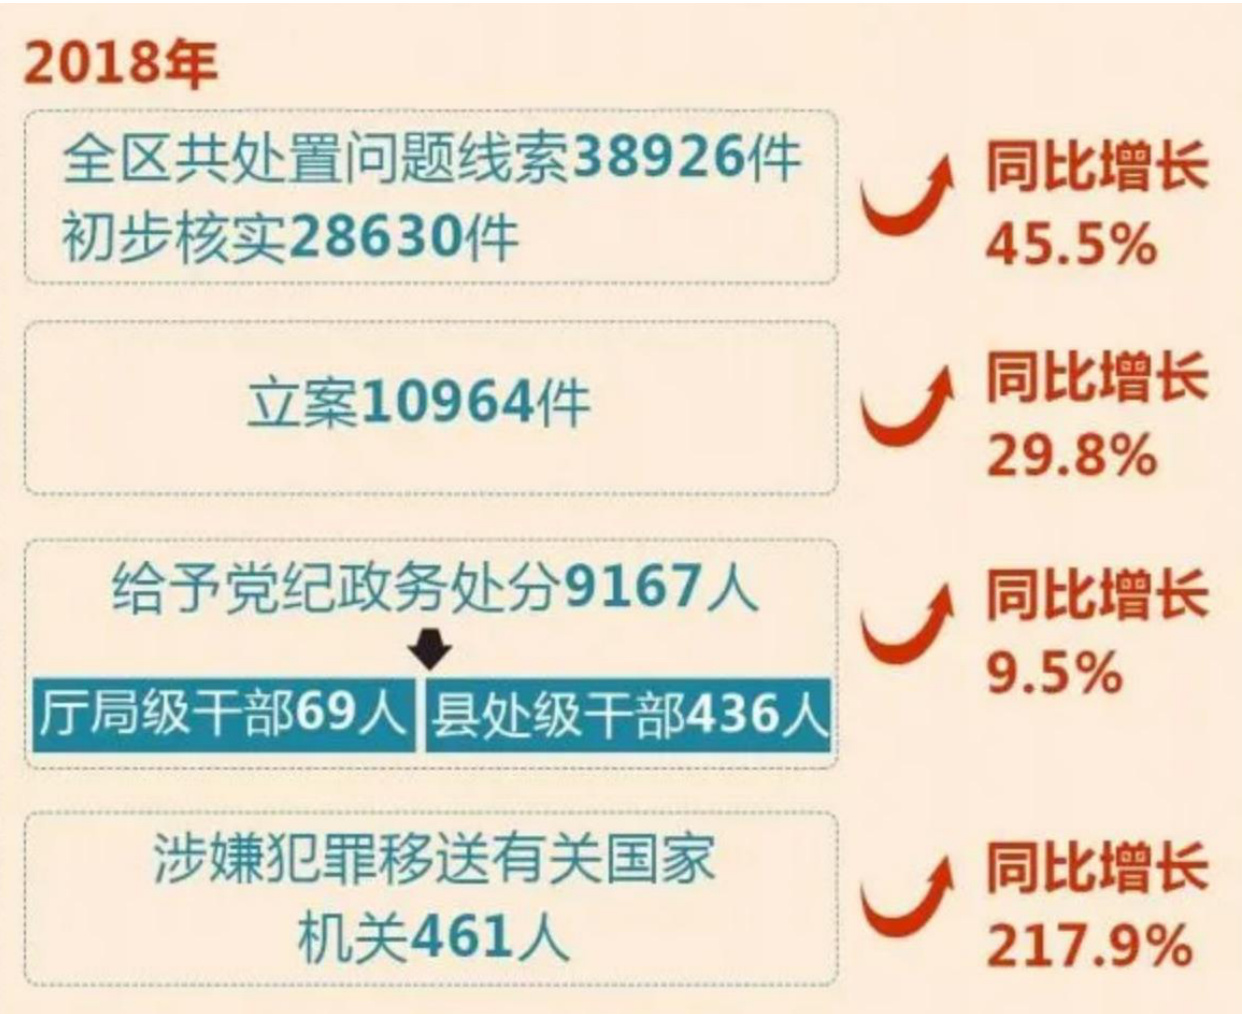 2018年
全区共处置问题线索38926件
初步核实28630件
同比增长
45.5%
立案10964件
同比增长
29.8%
给予党纪政务处分9167人
厅局级干部69人
县处级干部436人
同比增长
9.5%
涉嫌犯罪移送有关国家
机关461人
同比增长
217.9%